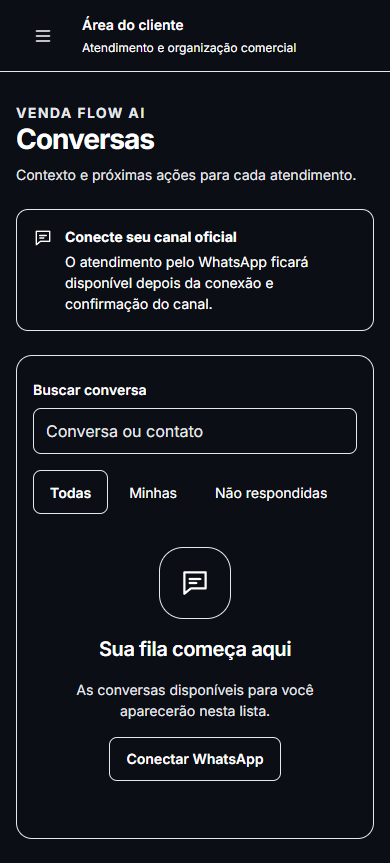 Área do cliente
Atendimento e organização comercial
VENDA FLOW AI
Conversas
Contexto e próximas ações para cada atendimento.
Conecte seu canal oficial
O atendimento pelo WhatsApp ficará
disponível depois da conexão e
confirmação do canal.
Buscar conversa
Conversa ou contato
Todas
Minhas
Não respondidas
Sua fila começa aqui
As conversas disponíveis para você
aparecerão nesta lista.
Conectar WhatsApp